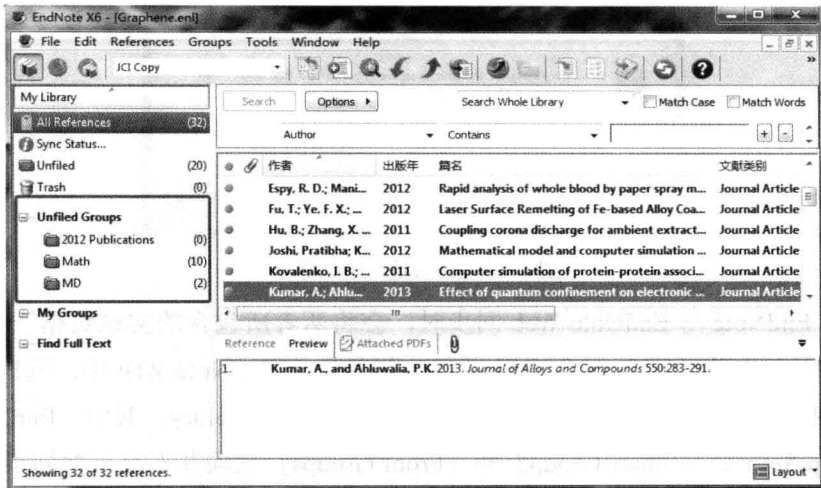 EndNote X6 - [Graphene.enl]
File Edit References Groups Tools Window Help
JCI Copy
My Library
All References (32)
Sync Status...
Unfiled (20)
Trash (0)
Unfiled Groups
2012 Publications (0)
Math (10)
MD (2)
My Groups
Find Full Text
Search Options Search Whole Library Match Case Match Words
Author Contains
作者 出版年 篇名 文献类别
Espy, R. D.; Mani... 2012 Rapid analysis of whole blood by paper spray m... Journal Article
Fu, T.; Ye, F. X.; ... 2012 Laser Surface Remelting of Fe-based Alloy Coa... Journal Article
Hu, B.; Zhang, X. ... 2011 Coupling corona discharge for ambient extract... Journal Article
Joshi, Pratibha; K... 2012 Mathematical model and computer simulation ... Journal Article
Kovalenko, I. B.; ... 2011 Computer simulation of protein-protein associ... Journal Article
Kumar, A.; Ahlu... 2013 Effect of quantum confinement on electronic ... Journal Article
Reference Preview Attached PDFs
1. Kumar, A., and Ahluwalia, P.K. 2013. Journal of Alloys and Compounds 550:283-291.
Showing 32 of 32 references.
Layout